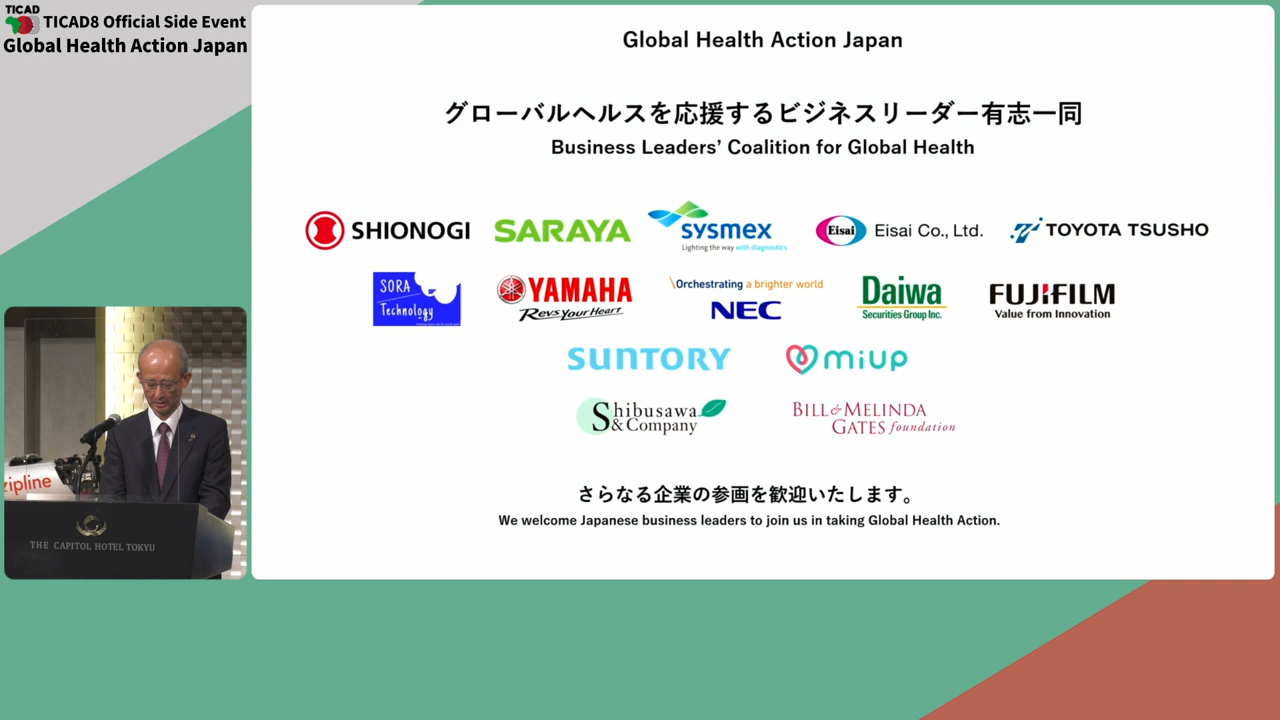 TICAD
TICAD8 Official Side Event
Global Health Action Japan
Global Health Action Japan
グローバルヘルスを応援するビジネスリーダー有志一同
Business Leaders’ Coalition for Global Health
SHIONOGI
SARAYA
sysmex
Lighting the way with diagnostics
Eisai
Eisai Co., Ltd.
TOYOTA TSUSHO
SORA
Technology
YAMAHA
Revs Your Heart
\Orchestrating a brighter world
NEC
Daiwa
Securities Group Inc.
FUJIFILM
Value from Innovation
SUNTORY
miup
Shibusawa
& Company
BILL & MELINDA
GATES foundation
さらなる企業の参画を歓迎いたします。
We welcome Japanese business leaders to join us in taking Global Health Action.
zipline
THE CAPITOL HOTEL TOKYU